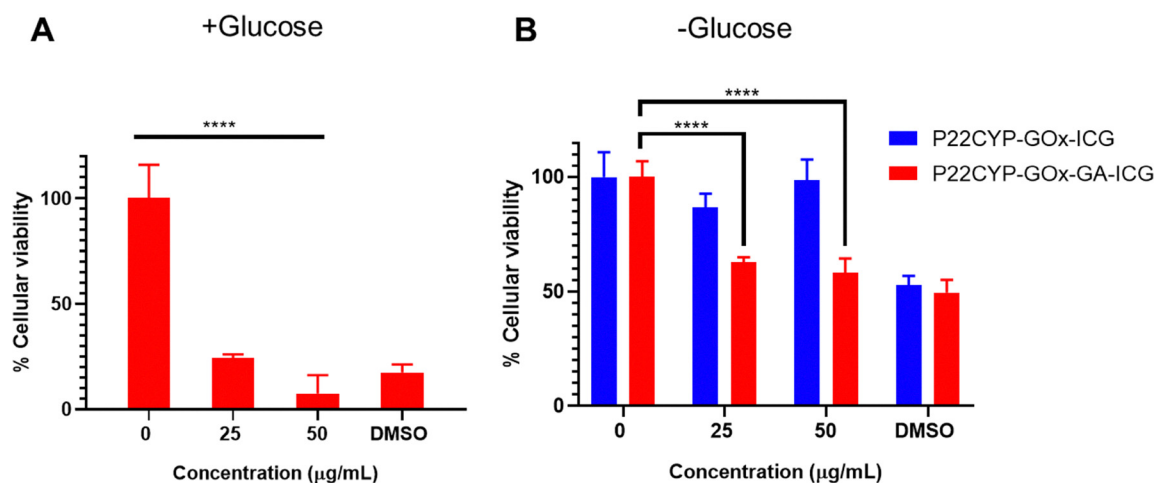 A
+Glucose
****
% Cellular viability
100
50
0
0 25 50 DMSO
Concentration (μg/mL)
B
-Glucose
****
****
% Cellular viability
100
50
0
0 25 50 DMSO
Concentration (μg/mL)
P22CYP-GOx-ICG
P22CYP-GOx-GA-ICG